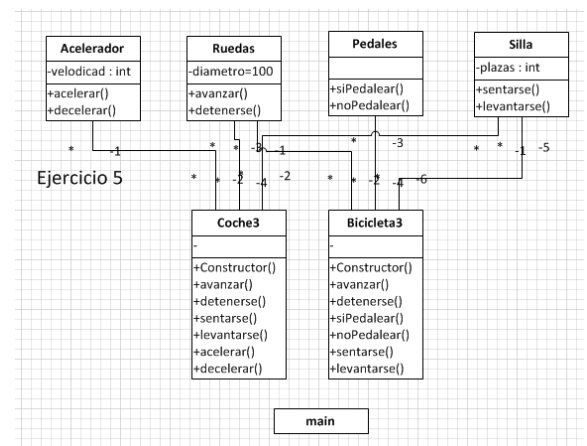 Acelerador
-velodicad : int
+acelerar()
+decelerar()
Ruedas
-diametro=100
+avanzar()
+detenerse()
Pedales
+siPedalear()
+noPedalear()
Silla
-plazas : int
+sentarse()
+levantarse()
* -1 * * -3 -1 * -3 * * -1 -5
Ejercicio 5
* * -2 -4 -2 * * -2 -4 -6
Coche3
-
+Constructor()
+avanzar()
+detenerse()
+sentarse()
+levantarse()
+acelerar()
+decelerar()
Bicicleta3
-
+Constructor()
+avanzar()
+detenerse()
+siPedalear()
+noPedalear()
+sentarse()
+levantarse()
main